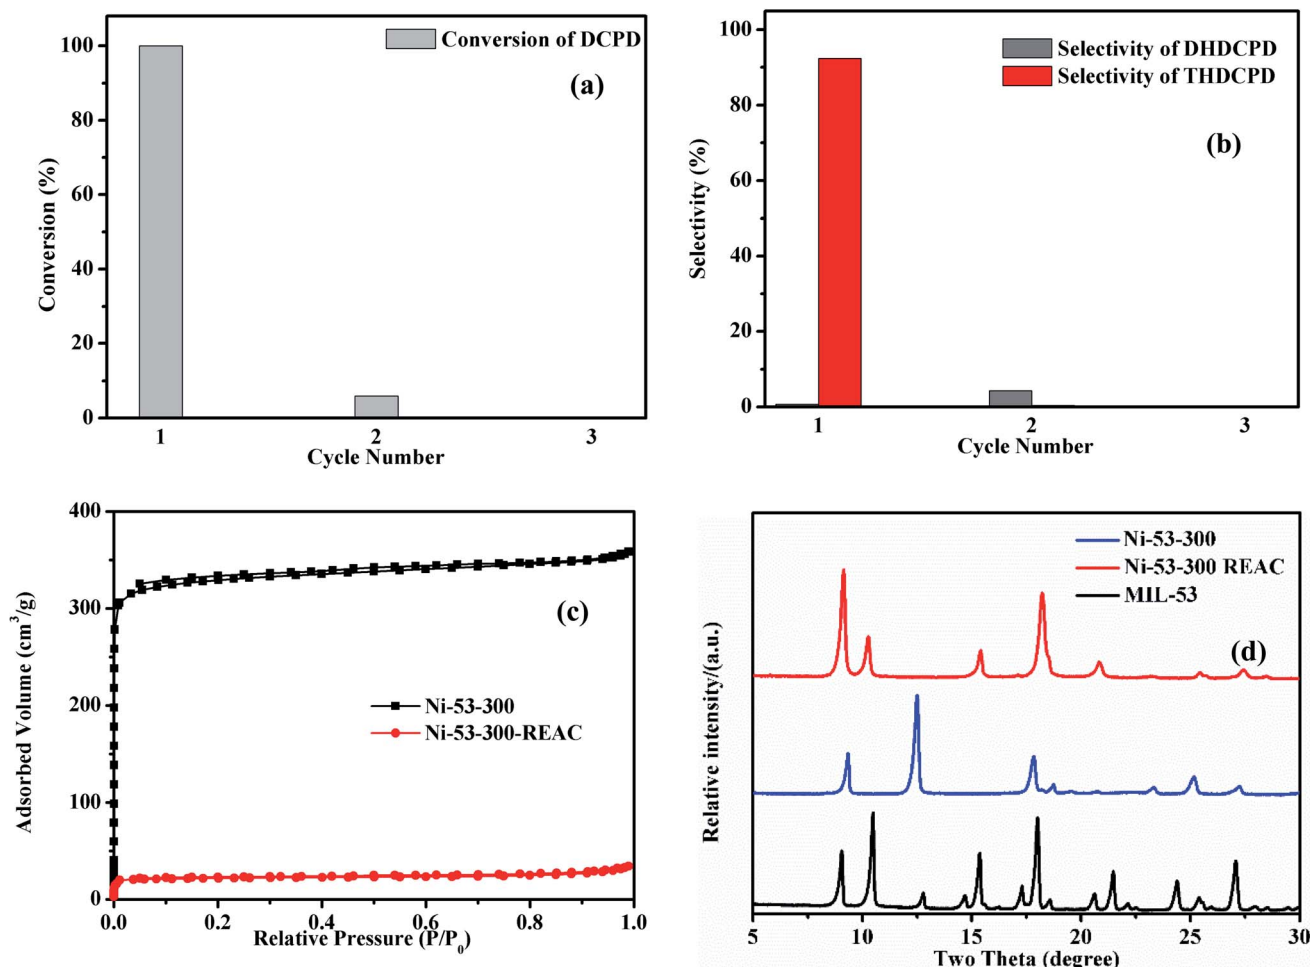 100
80
60
40
20
0
Conversion (%)
Conversion of DCPD
(a)
1 2 3
Cycle Number
100
80
60
40
20
0
Selectivity (%)
Selectivity of DHDCPD
Selectivity of THDCPD
(b)
1 2 3
Cycle Number
400
300
200
100
0
Adsorbed Volume (cm³/g)
(c)
Ni-53-300
Ni-53-300-REAC
0.0 0.2 0.4 0.6 0.8 1.0
Relative Pressure (P/P₀)
Relative intensity/(a.u.)
Ni-53-300
Ni-53-300 REAC
MIL-53
(d)
5 10 15 20 25 30
Two Theta (degree)